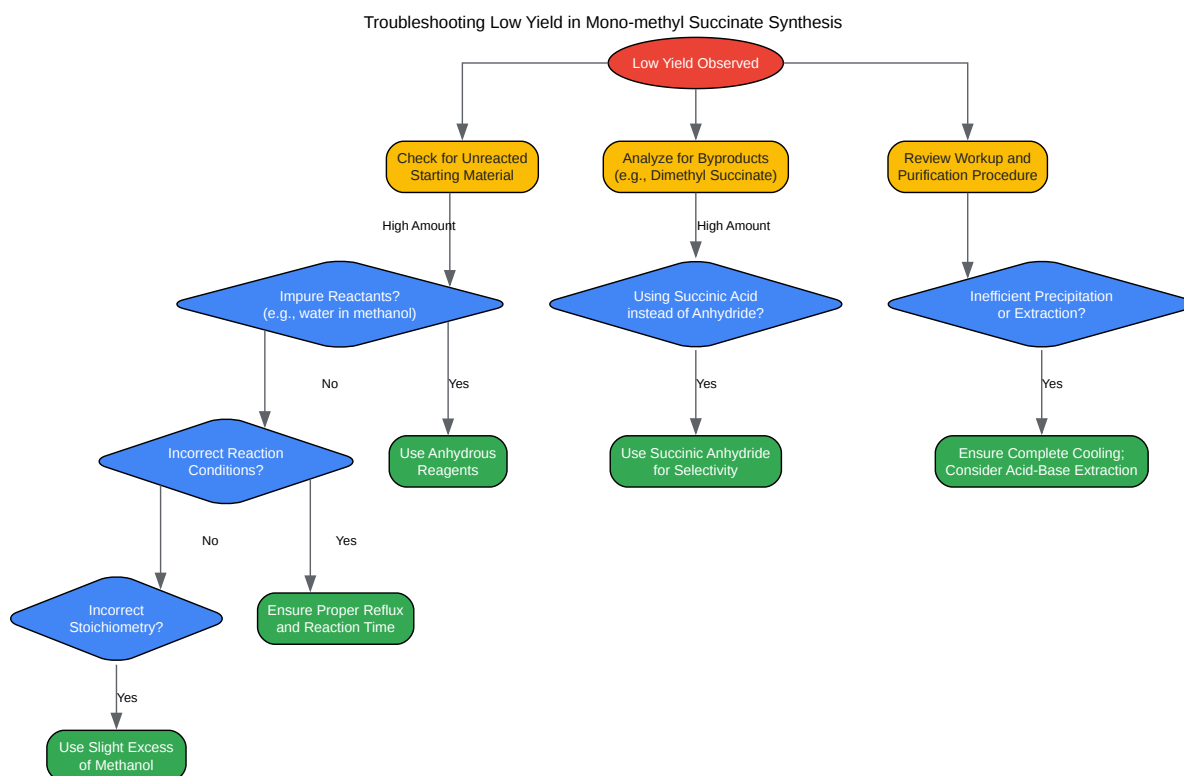 Troubleshooting Low Yield in Mono-methyl Succinate Synthesis
Low Yield Observed
Check for Unreacted
Starting Material
Analyze for Byproducts
(e.g., Dimethyl Succinate)
Review Workup and
Purification Procedure
High Amount
High Amount
Impure Reactants?
(e.g., water in methanol)
Using Succinic Acid
instead of Anhydride?
Inefficient Precipitation
or Extraction?
No
Yes
Yes
Yes
Incorrect Reaction
Conditions?
Use Anhydrous
Reagents
Use Succinic Anhydride
for Selectivity
Ensure Complete Cooling;
Consider Acid-Base Extraction
No
Yes
Incorrect
Stoichiometry?
Ensure Proper Reflux
and Reaction Time
Yes
Use Slight Excess
of Methanol